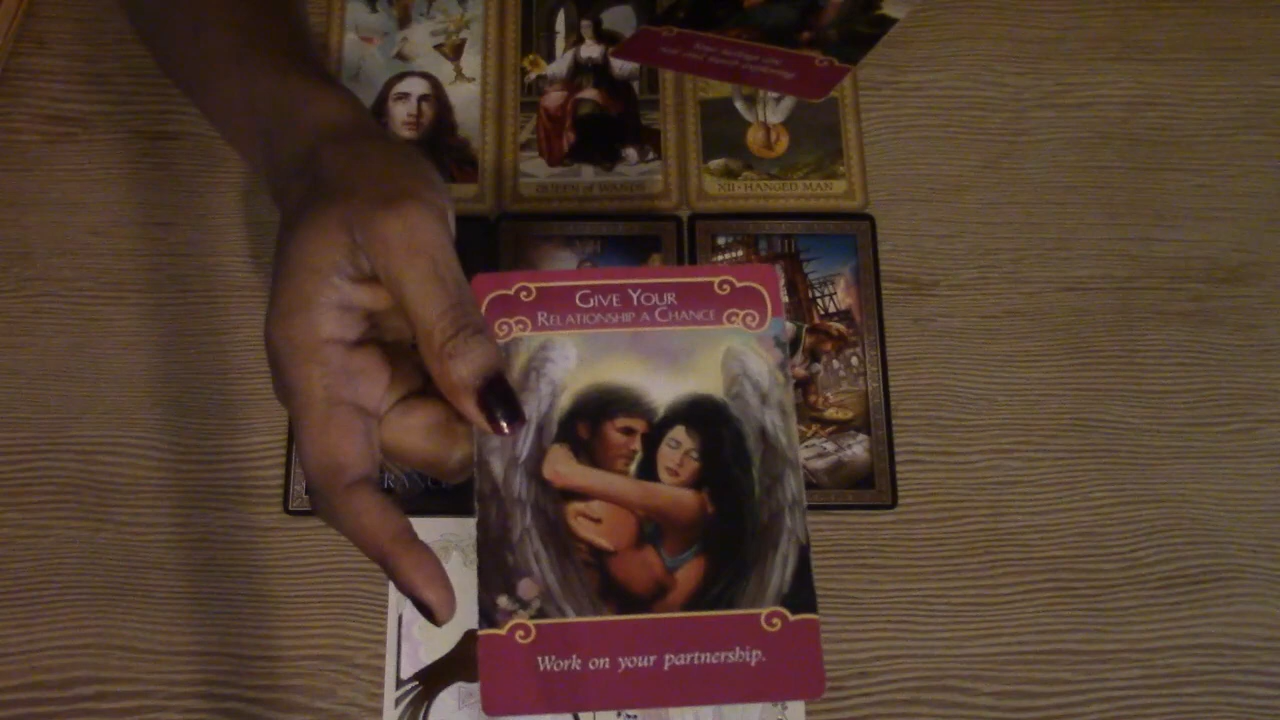 QUEEN of WANDS
XII • HANGED MAN
GIVE YOUR
RELATIONSHIP A CHANCE
Work on your partnership.